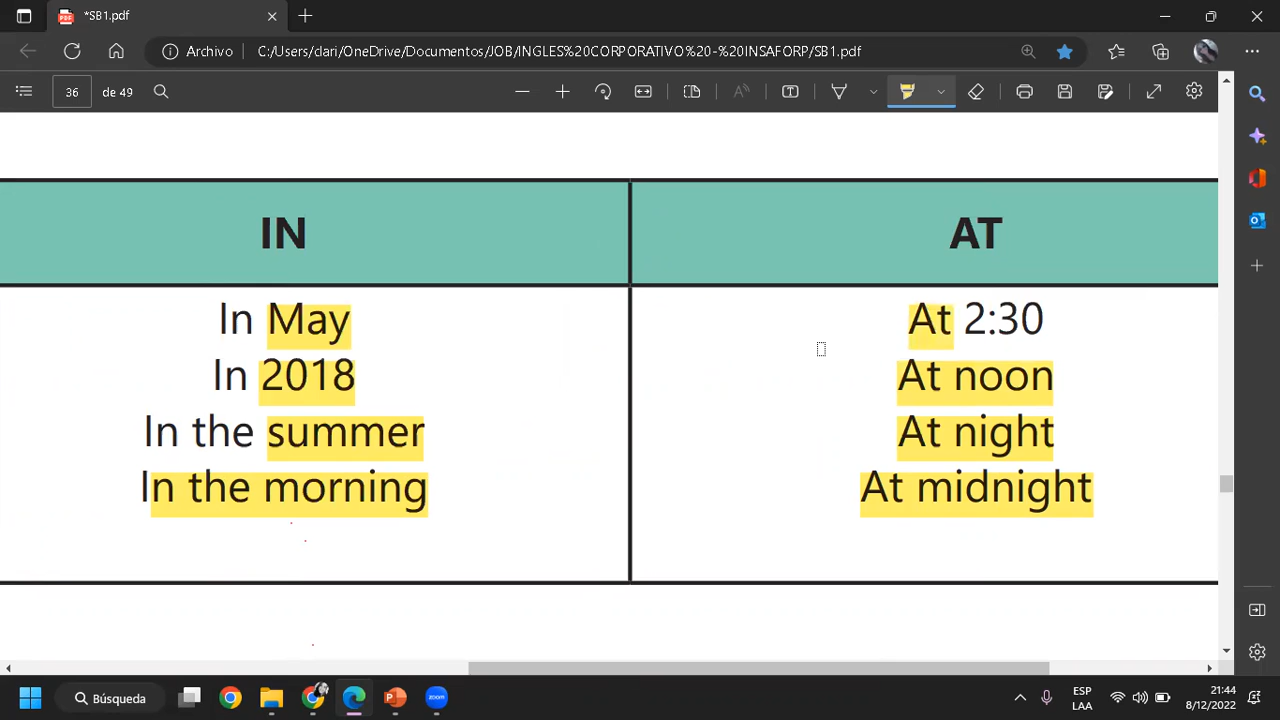 *SB1.pdf
Archivo C:/Users/clari/OneDrive/Documentos/JOB/INGLES%20CORPORATIVO%20-%20INSAFORP/SB1.pdf
36 de 49
IN AT
In May At 2:30
In 2018 At noon
In the summer At night
In the morning At midnight
Búsqueda zoom ESP 21:44
LAA 8/12/2022